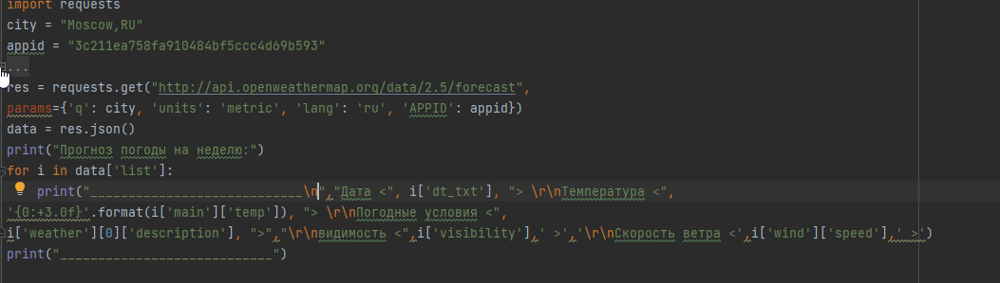 import requests
city = "Moscow,RU"
appid = "3c211ea758fa910484bf5ccc4d69b593"
...
res = requests.get("http://api.openweathermap.org/data/2.5/forecast",
params={'q': city, 'units': 'metric', 'lang': 'ru', 'APPID': appid})
data = res.json()
print("Прогноз погоды на неделю:")
for i in data['list']:
    print("____________________________\n","Дата <", i['dt_txt'], "> \r\nТемпература <",
'{0:+3.0f}'.format(i['main']['temp']), "> \r\nПогодные условия <",
i['weather'][0]['description'], ">","\r\nвидимость <",i['visibility'],' >','\r\nСкорость ветра <',i['wind']['speed'],' >')
print("____________________________")